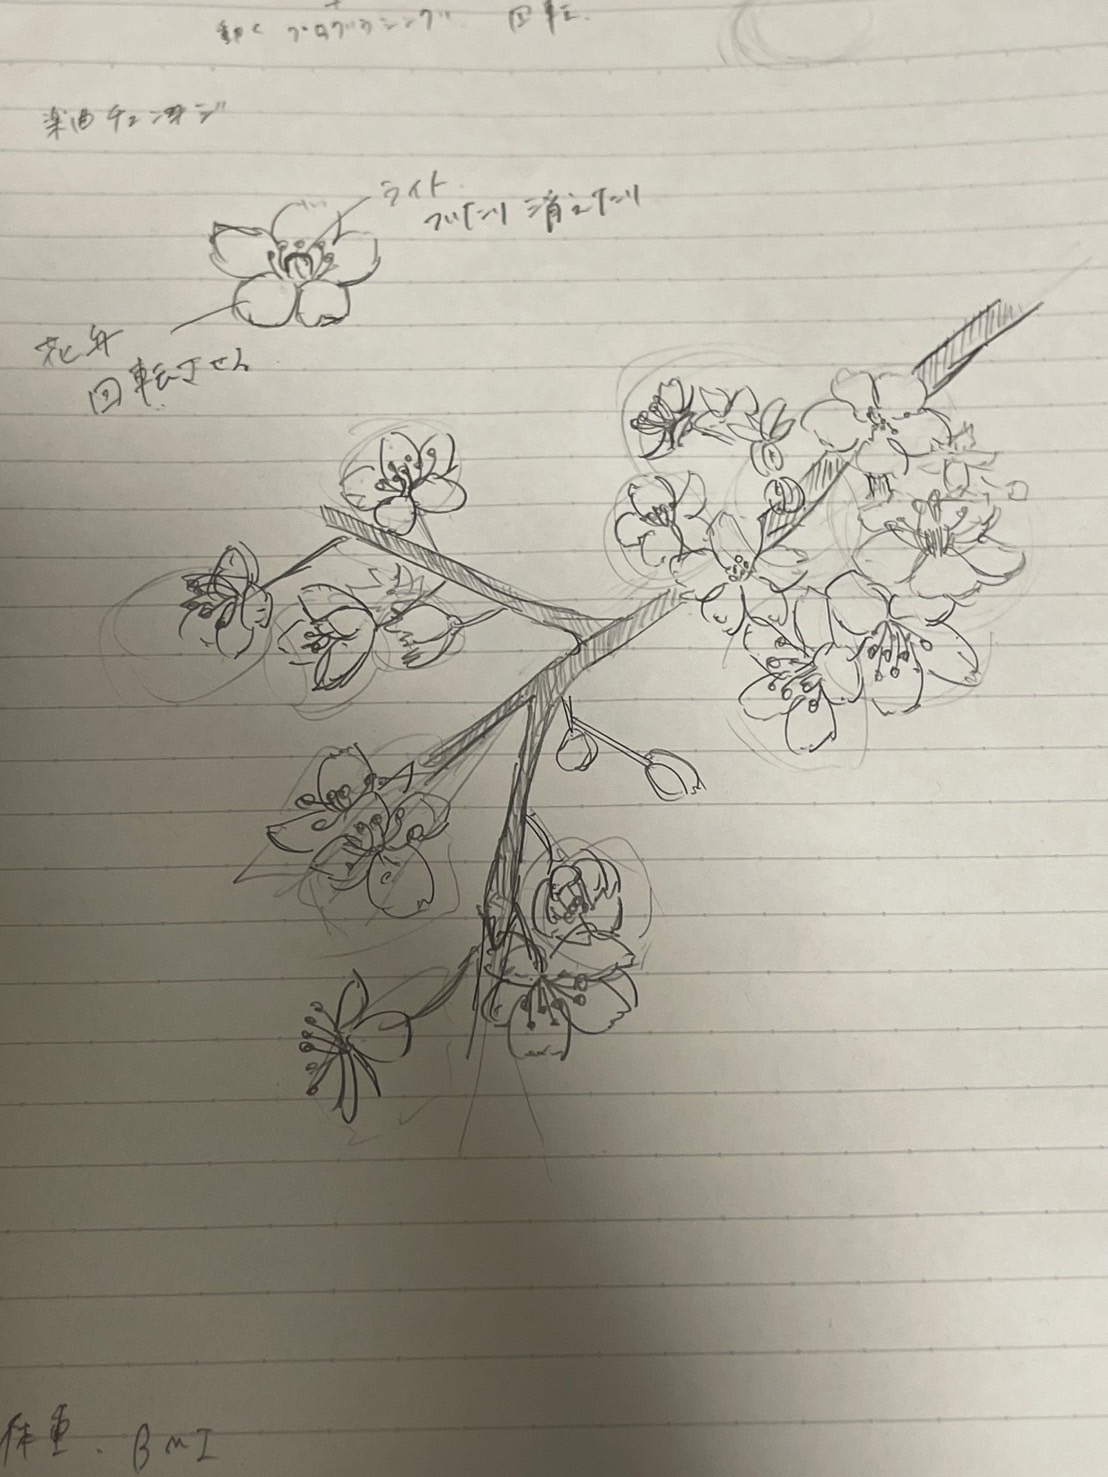 動く プログラミング 回転.
楽曲チェンジ
ライト
ついたり 消えたり
花弁
回転させる
体重. BMI